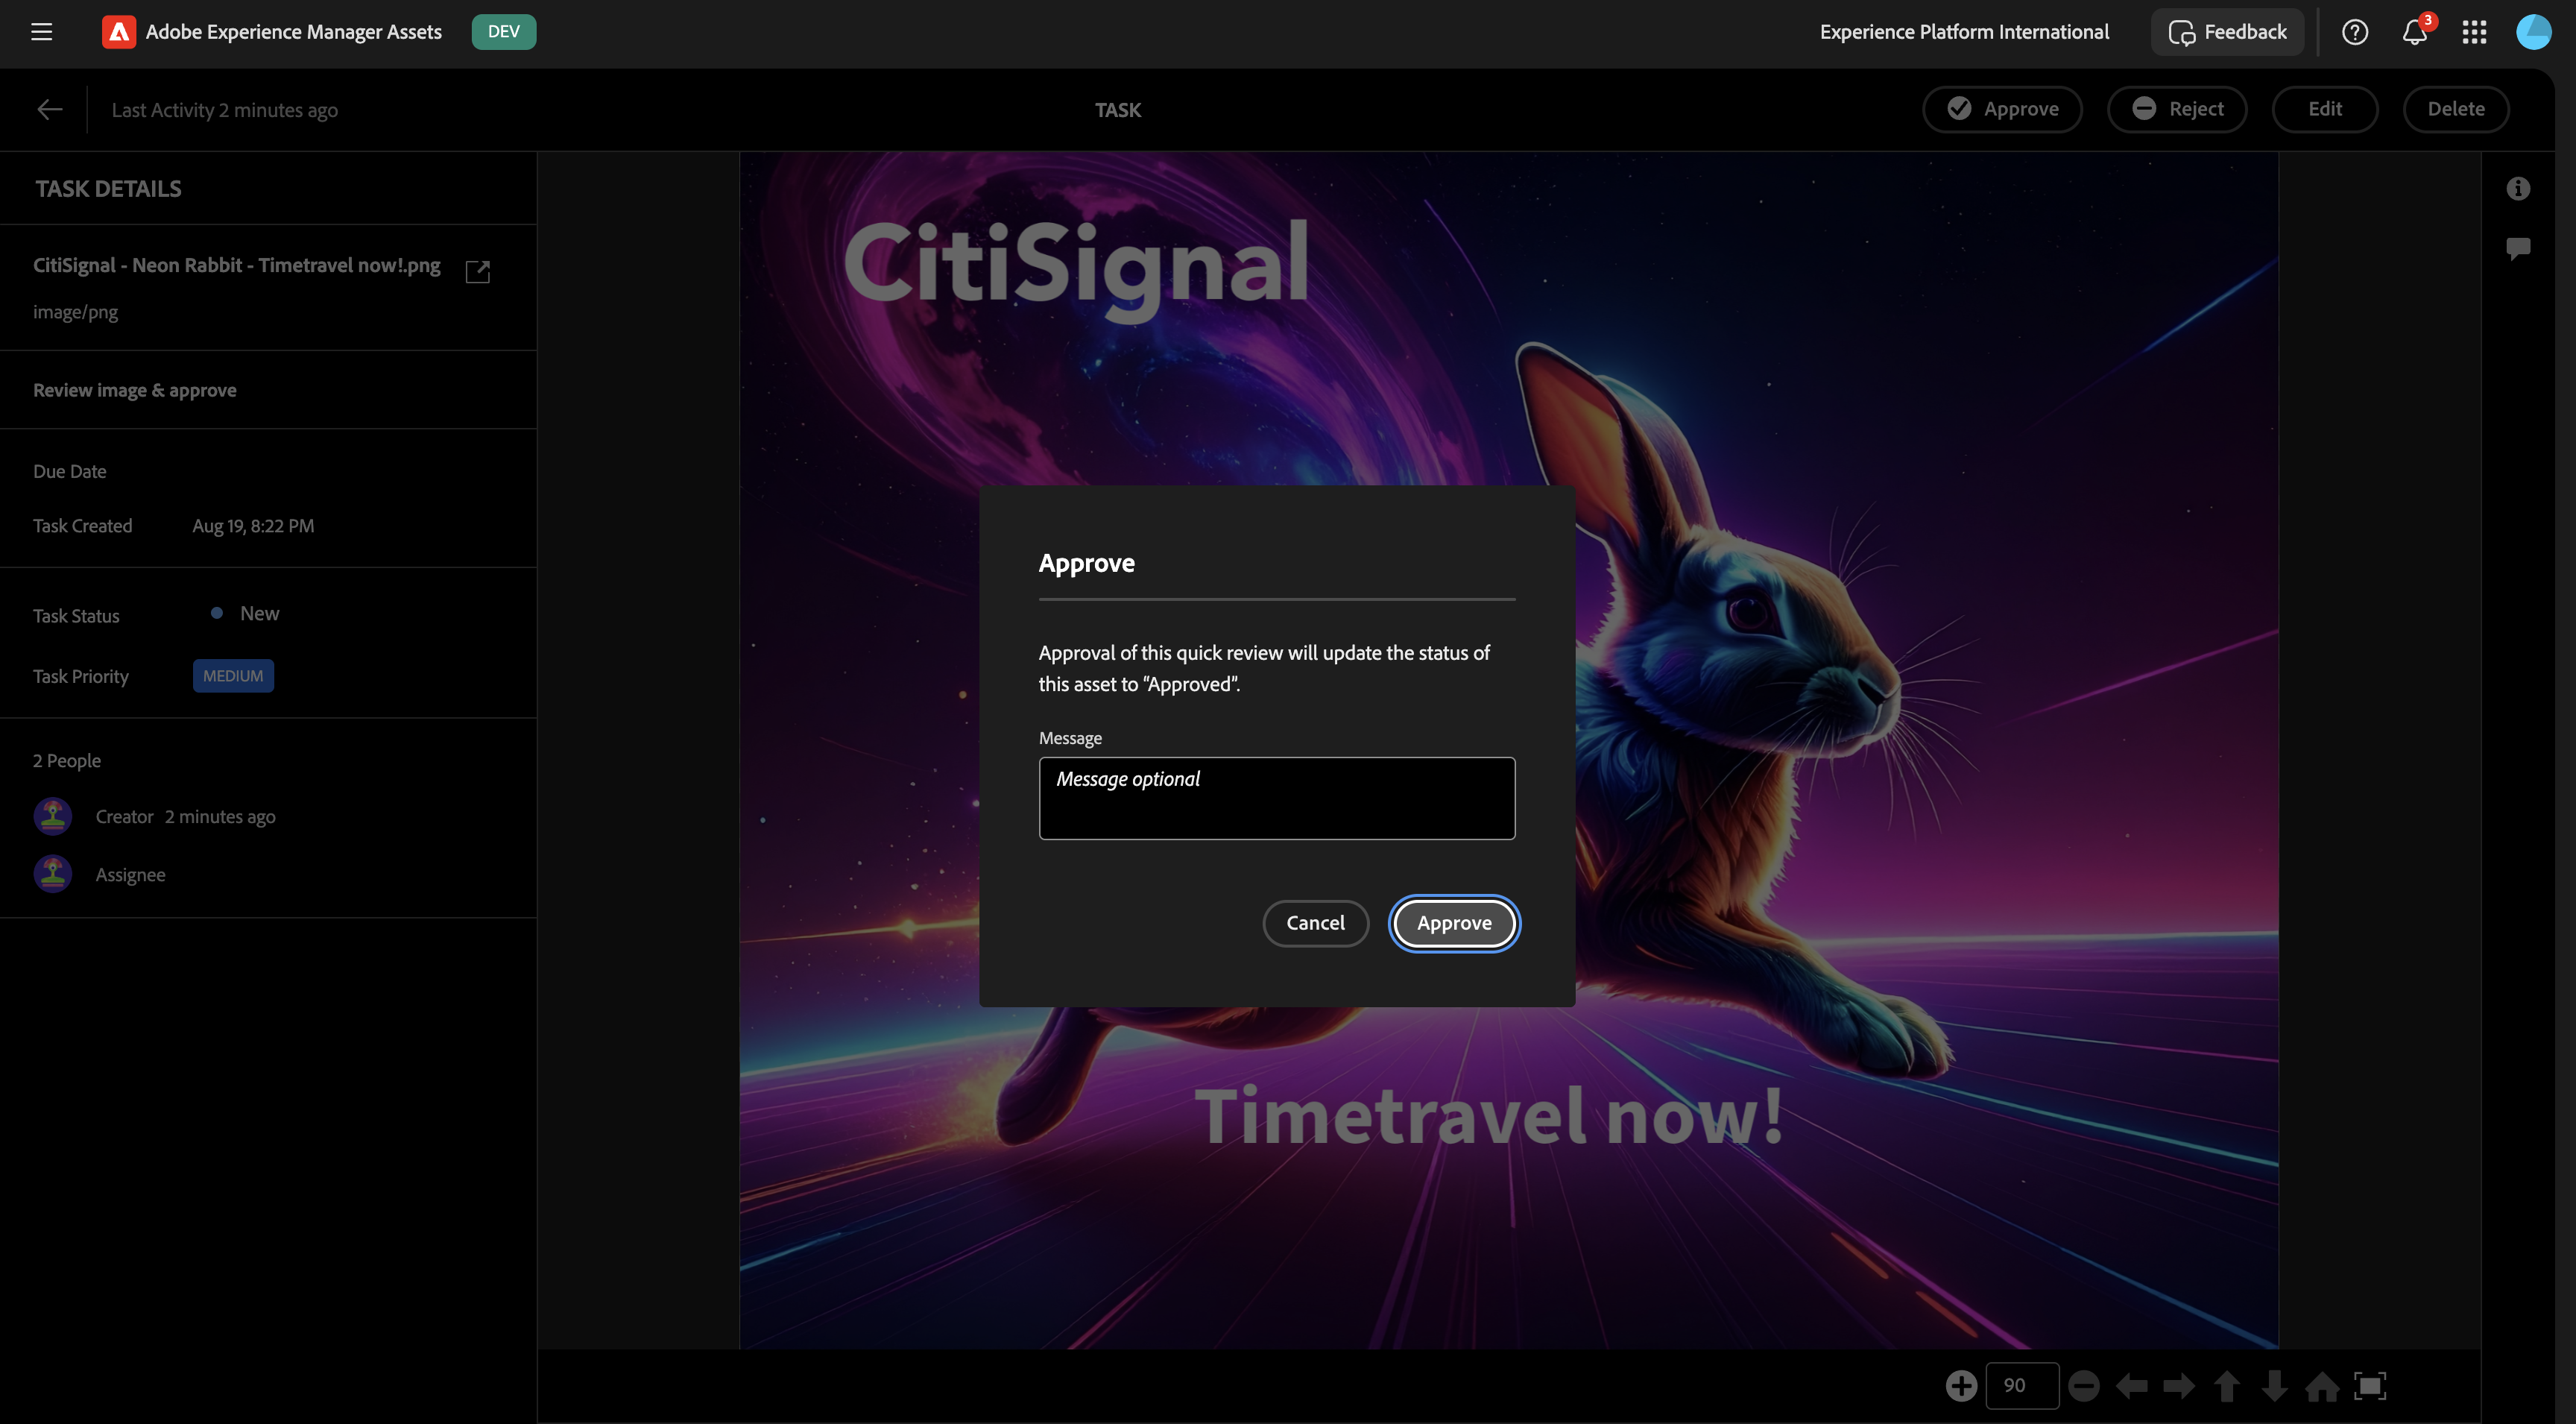 Adobe Experience Manager Assets
DEV
Experience Platform International
Feedback
3
Last Activity 2 minutes ago
TASK
Approve
Reject
Edit
Delete
TASK DETAILS
CitiSignal - Neon Rabbit - Timetravel now!.png
image/png
Review image & approve
Due Date
Task Created Aug 19, 8:22 PM
Task Status New
Task Priority MEDIUM
2 People
Creator 2 minutes ago
Assignee
CitiSignal
Approve
Approval of this quick review will update the status of
this asset to “Approved”.
Message
Message optional
Cancel
Approve
Timetravel now!
90